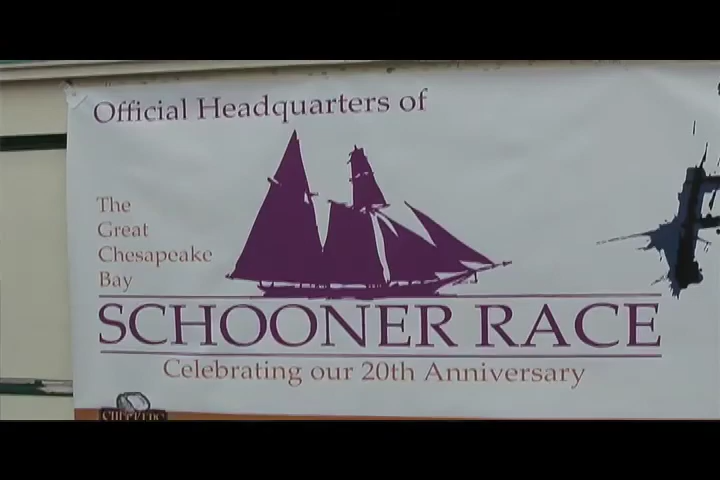 Official Headquarters of
The
Great
Chesapeake
Bay
SCHOONER RACE
Celebrating our 20th Anniversary